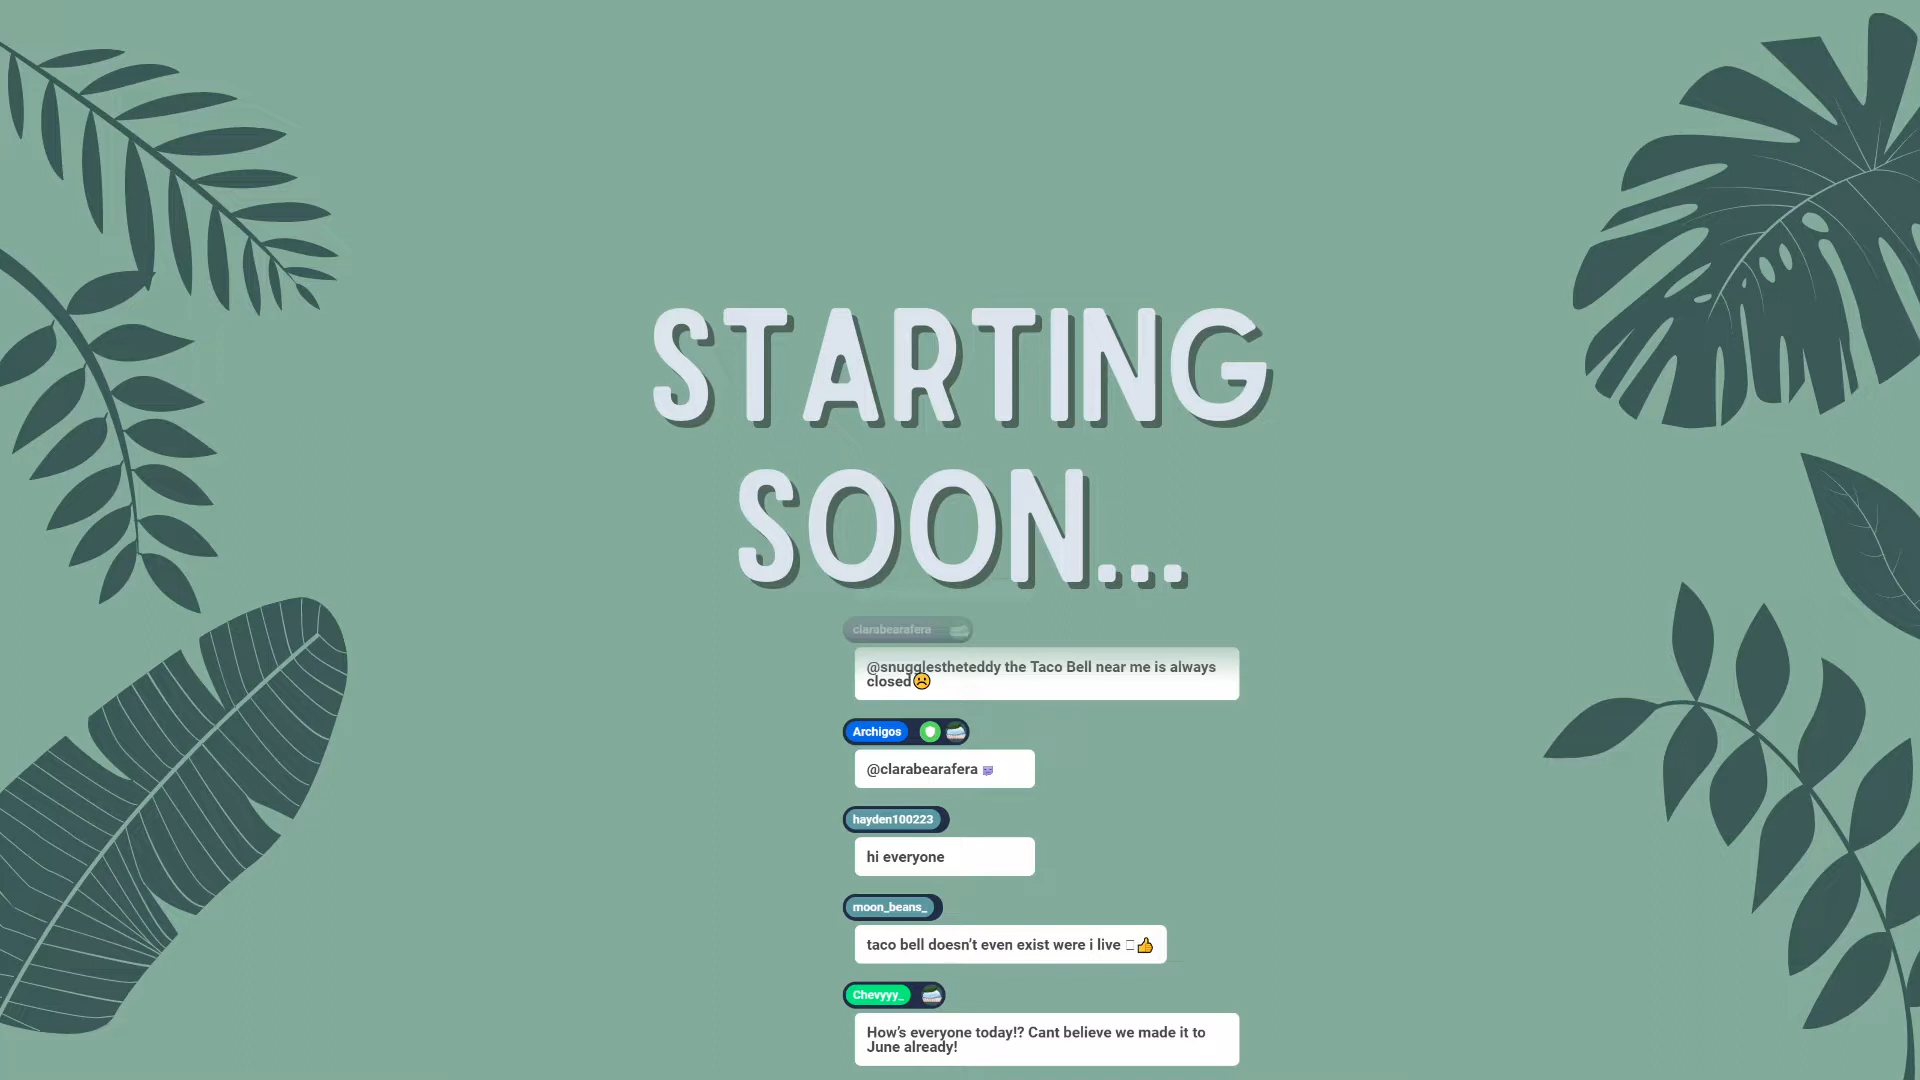 STARTING
SOON...
clarabearafera
@snugglestheteddy the Taco Bell near me is always
closed☹️
Archigos
@clarabearafera
hayden100223
hi everyone
moon_beans_
taco bell doesn't even exist were i live 👍
Chevyyy_
How's everyone today!? Cant believe we made it to
June already!